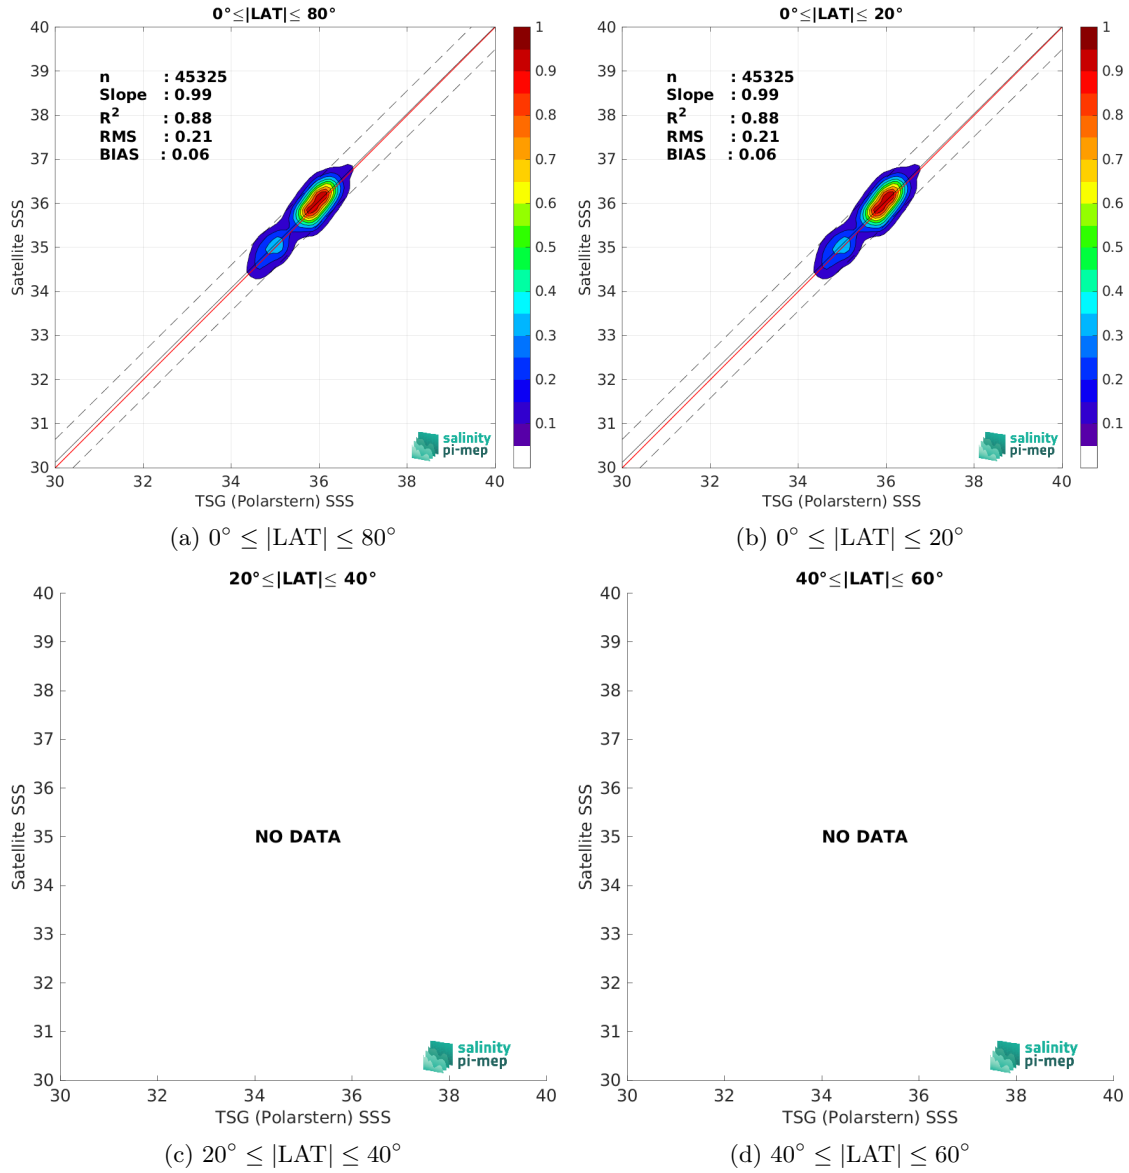 0°≤|LAT|≤ 80°
40
39
38
37
36
35
34
33
32
31
30
Satellite SSS
n : 45325
Slope : 0.99
R² : 0.88
RMS : 0.21
BIAS : 0.06
salinity
pi-mep
30 32 34 36 38 40
TSG (Polarstern) SSS
1
0.9
0.8
0.7
0.6
0.5
0.4
0.3
0.2
0.1
(a) 0° ≤ |LAT| ≤ 80°
0°≤|LAT|≤ 20°
40
39
38
37
36
35
34
33
32
31
30
Satellite SSS
n : 45325
Slope : 0.99
R² : 0.88
RMS : 0.21
BIAS : 0.06
salinity
pi-mep
30 32 34 36 38 40
TSG (Polarstern) SSS
1
0.9
0.8
0.7
0.6
0.5
0.4
0.3
0.2
0.1
(b) 0° ≤ |LAT| ≤ 20°
20°≤|LAT|≤ 40°
40
39
38
37
36
35
34
33
32
31
30
Satellite SSS
NO DATA
salinity
pi-mep
30 32 34 36 38 40
TSG (Polarstern) SSS
(c) 20° ≤ |LAT| ≤ 40°
40°≤|LAT|≤ 60°
40
39
38
37
36
35
34
33
32
31
30
Satellite SSS
NO DATA
salinity
pi-mep
30 32 34 36 38 40
TSG (Polarstern) SSS
(d) 40° ≤ |LAT| ≤ 60°